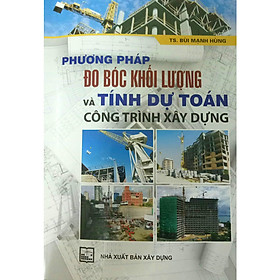 TS. BÙI MẠNH HÙNG
PHƯƠNG PHÁP
ĐO BÓC KHỐI LƯỢNG
VÀ TÍNH DỰ TOÁN
CÔNG TRÌNH XÂY DỰNG
NHÀ XUẤT BẢN XÂY DỰNG